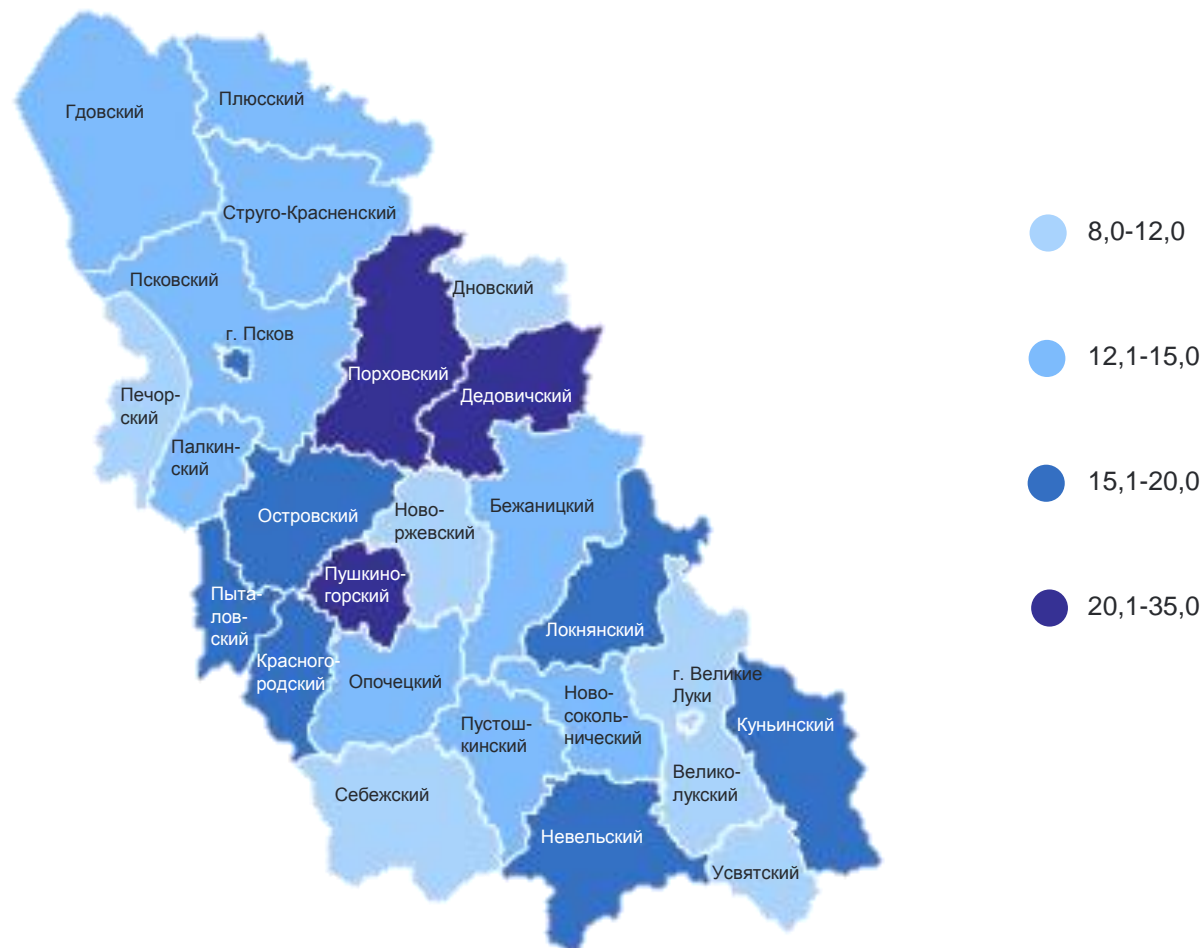 Гдовский
Плюсский
Струго-Красненский
Псковский
Дновский
г. Псков
Порховский
Печор-
ский
Дедовичский
Палкин-
ский
Островский
Ново-
ржевский
Бежаницкий
Пушкино-
горский
Пыта-
лов-
ский
Локнянский
Красного-
родский
Опочецкий
г. Великие
Луки
Ново-
соколь-
нический
Пустош-
кинский
Куньинский
Велико-
лукский
Себежский
Невельский
Усвятский
8,0-12,0
12,1-15,0
15,1-20,0
20,1-35,0